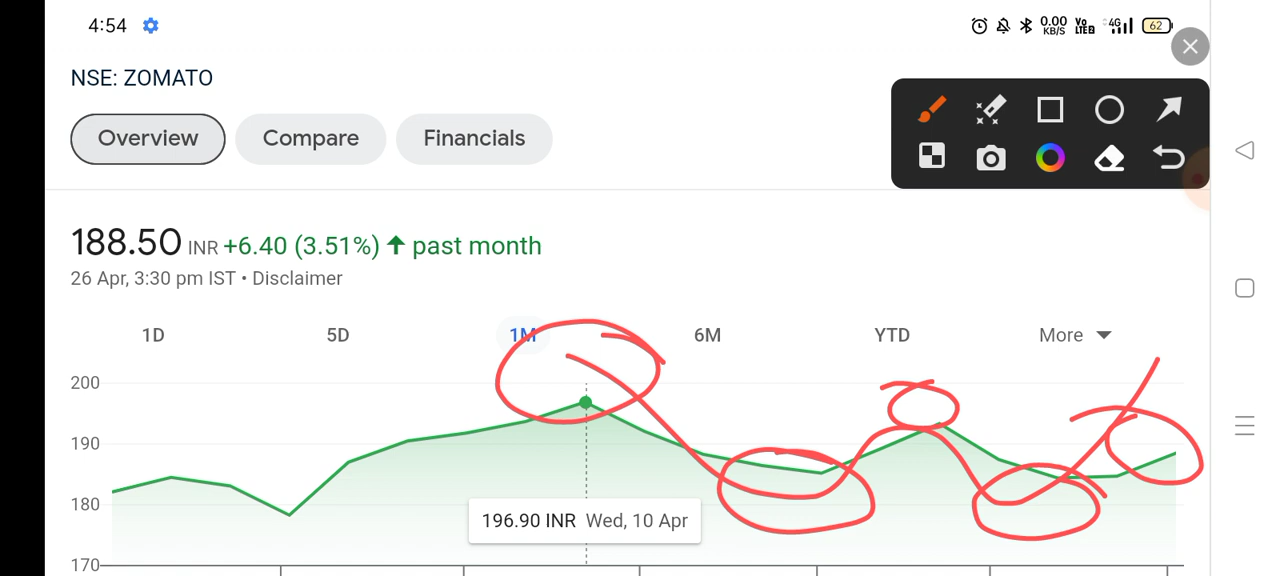 4:54 0.00 KB/S Vo LTE2 4G 62
NSE: ZOMATO
Overview Compare Financials
188.50 INR +6.40 (3.51%) ↑ past month
26 Apr, 3:30 pm IST • Disclaimer
1D 5D 1M 6M YTD More
200
190
180
196.90 INR Wed, 10 Apr
170